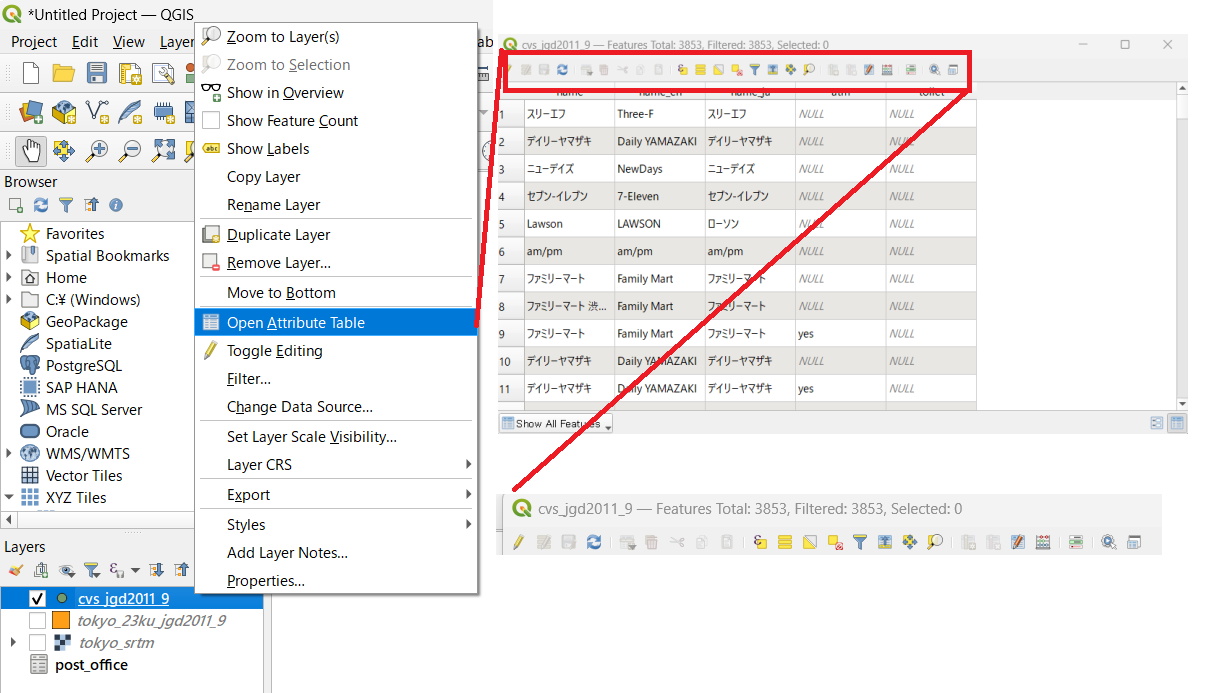 *Untitled Project — QGIS
Project Edit View Layer
Browser
Favorites
Spatial Bookmarks
Home
C:¥ (Windows)
GeoPackage
SpatiaLite
PostgreSQL
SAP HANA
MS SQL Server
Oracle
WMS/WMTS
Vector Tiles
XYZ Tiles
Layers
cvs_jgd2011_9
tokyo_23ku_jgd2011_9
tokyo_srtm
post_office
Zoom to Layer(s)
Zoom to Selection
Show in Overview
Show Feature Count
abc Show Labels
Copy Layer
Rename Layer
Duplicate Layer
Remove Layer...
Move to Bottom
Open Attribute Table
Toggle Editing
Filter...
Change Data Source...
Set Layer Scale Visibility...
Layer CRS
Export
Styles
Add Layer Notes...
Properties...
cvs_jgd2011_9 — Features Total: 3853, Filtered: 3853, Selected: 0
name name_en name_ja atm toilet
1 スリーエフ Three-F スリーエフ NULL NULL
2 デイリーヤマザキ Daily YAMAZAKI デイリーヤマザキ NULL NULL
3 ニューデイズ NewDays ニューデイズ NULL NULL
4 セブン-イレブン 7-Eleven セブン-イレブン NULL NULL
5 Lawson LAWSON ローソン NULL NULL
6 am/pm am/pm am/pm NULL NULL
7 ファミリーマート Family Mart ファミリーマート NULL NULL
8 ファミリーマート 渋... Family Mart ファミリーマート NULL NULL
9 ファミリーマート Family Mart ファミリーマート yes NULL
10 デイリーヤマザキ Daily YAMAZAKI デイリーヤマザキ NULL NULL
11 デイリーヤマザキ Daily YAMAZAKI デイリーヤマザキ yes NULL
Show All Features
cvs_jgd2011_9 — Features Total: 3853, Filtered: 3853, Selected: 0